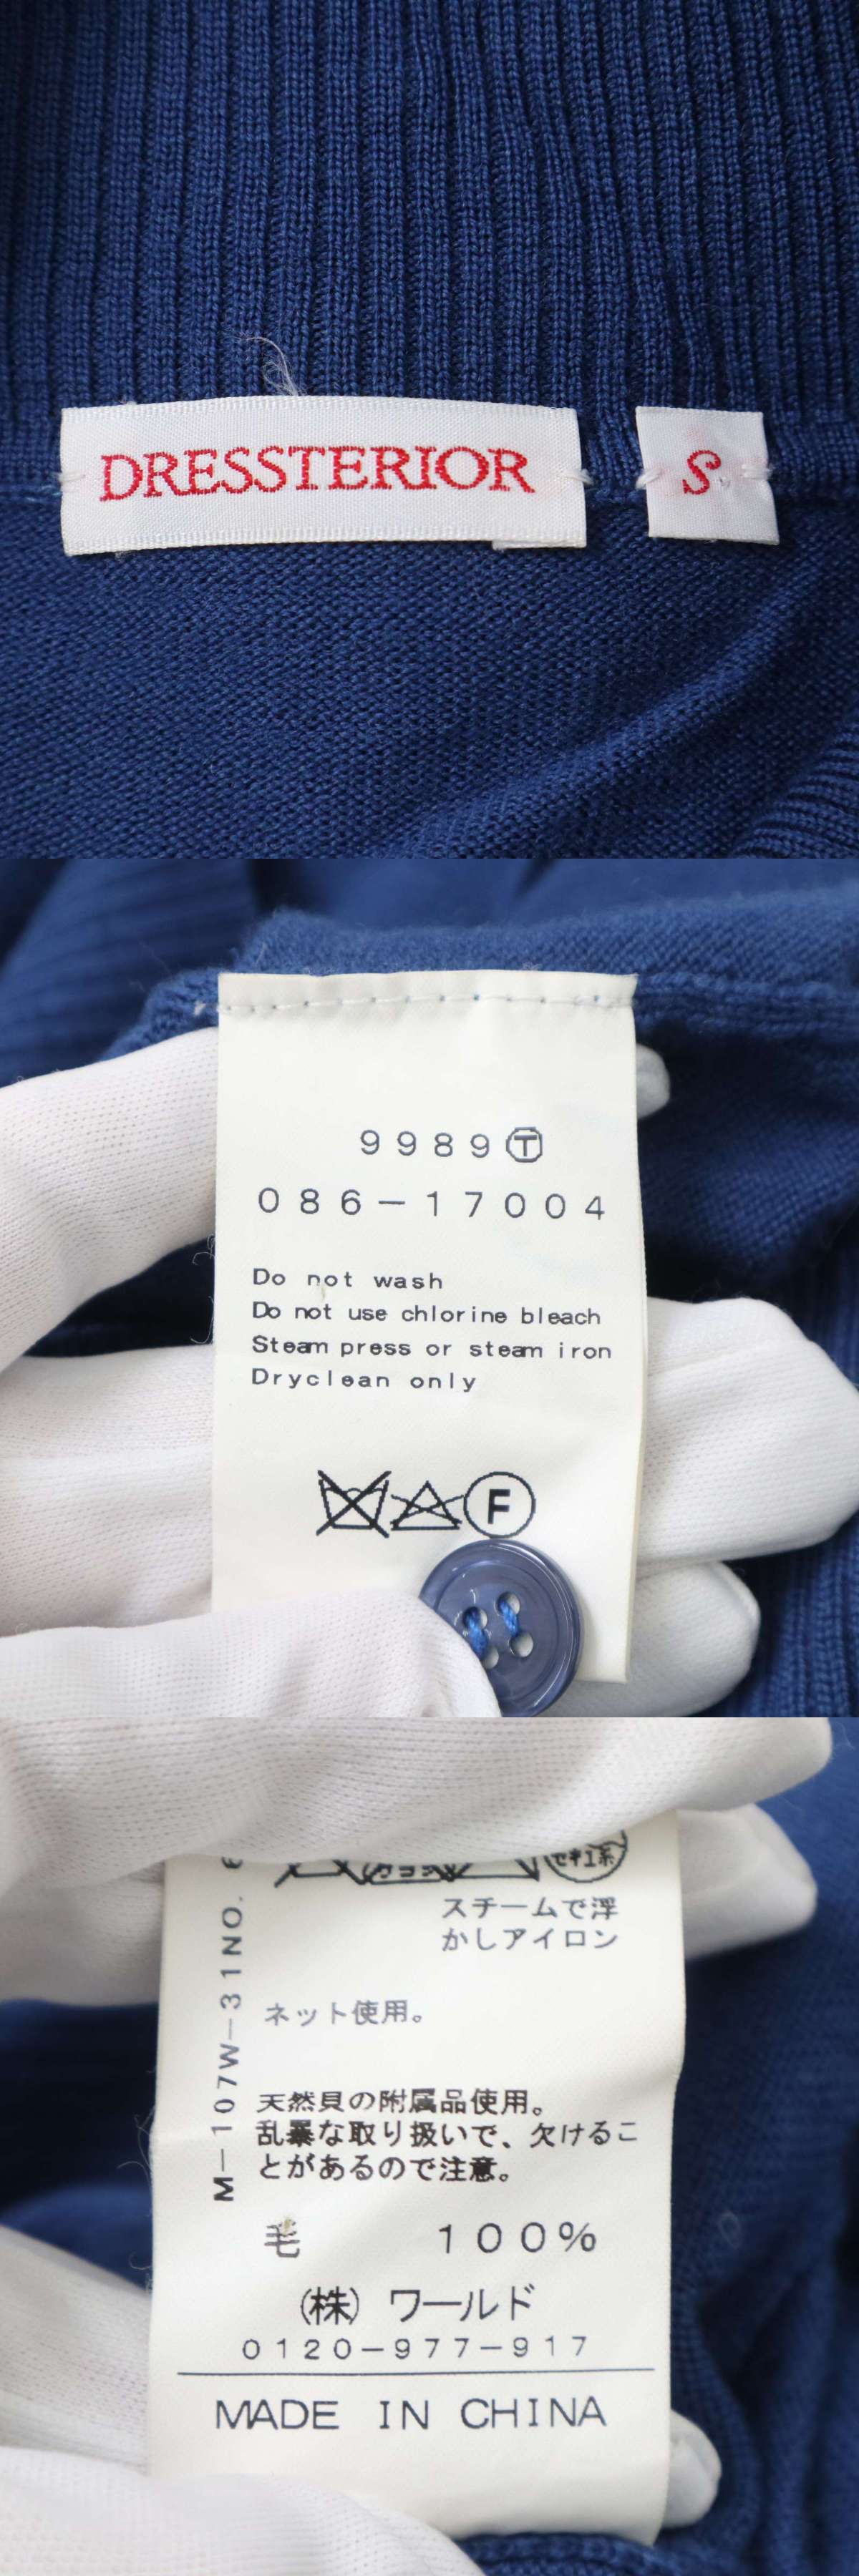 DRESSTERIOR
S
9989Ⓣ
086-17004
Do not wash
Do not use chlorine bleach
Steam press or steam iron
Dryclean only
F
セキユ系
スチームで浮
かしアイロン
M-107W-31NO.
ネット使用。
天然貝の附属品使用。
乱暴な取り扱いで、欠けるこ
とがあるので注意。
毛 100%
(株) ワールド
0120-977-917
MADE IN CHINA